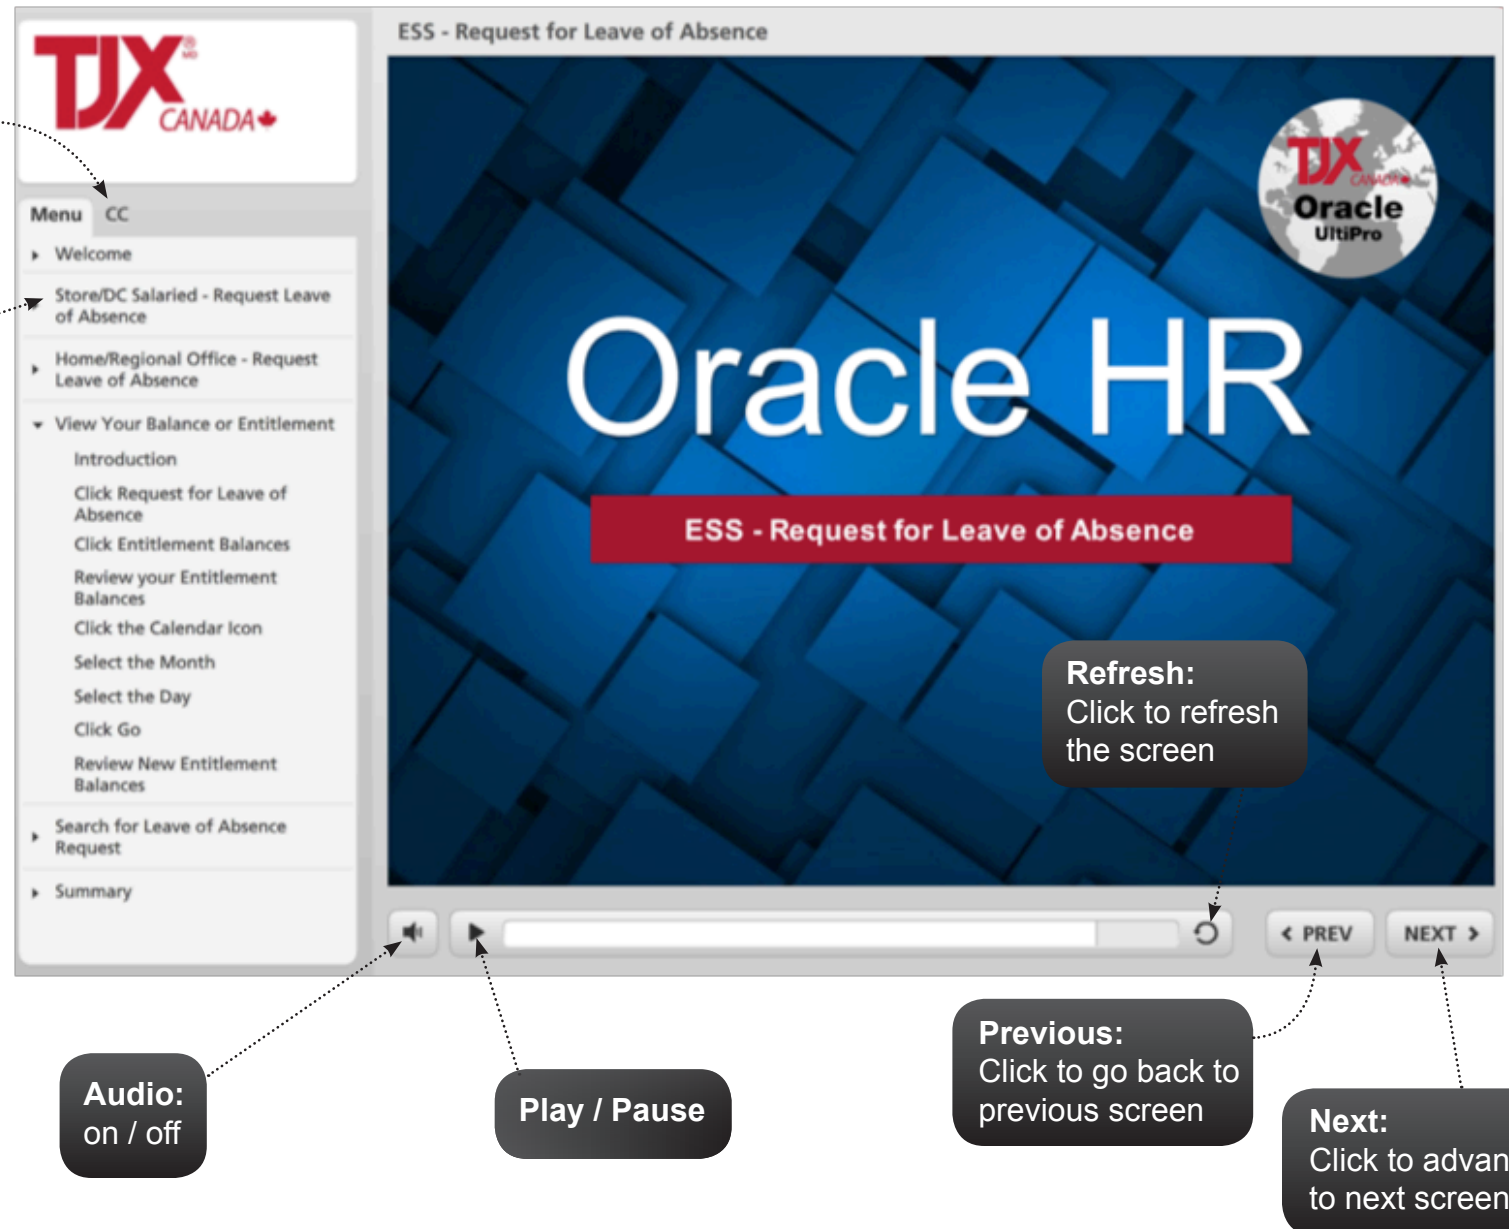 TJX®
MD
CANADA
ESS - Request for Leave of Absence
Menu CC
Welcome
Store/DC Salaried - Request Leave
of Absence
Home/Regional Office - Request
Leave of Absence
View Your Balance or Entitlement
Introduction
Click Request for Leave of
Absence
Click Entitlement Balances
Review your Entitlement
Balances
Click the Calendar Icon
Select the Month
Select the Day
Click Go
Review New Entitlement
Balances
Search for Leave of Absence
Request
Summary
TJX
CANADA
Oracle
UltiPro
Oracle HR
ESS - Request for Leave of Absence
Refresh:
Click to refresh
the screen
< PREV
NEXT >
Audio:
on / off
Play / Pause
Previous:
Click to go back to
previous screen
Next:
Click to advan
to next screen